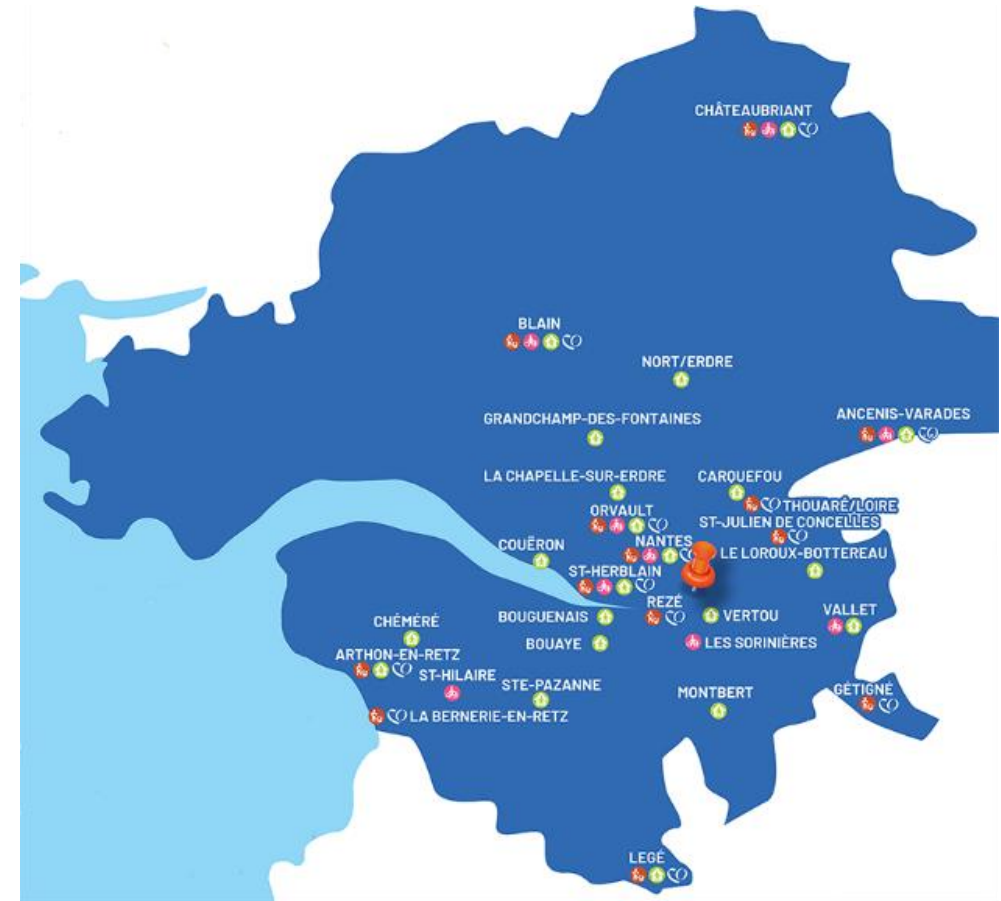 CHÂTEAUBRIANT
BLAIN
NORT/ERDRE
ANCENIS-VARADES
GRANDCHAMP-DES-FONTAINES
LA CHAPELLE-SUR-ERDRE
CARQUEFOU
THOUARÉ/LOIRE
ORVAULT
ST-JULIEN DE CONCELLES
NANTES
COUËRON
LE LOROUX-BOTTEREAU
ST-HERBLAIN
REZÉ
BOUGUENAIS
VERTOU
VALLET
CHÉMÉRÉ
BOUAYE
LES SORINIÈRES
ARTHON-EN-RETZ
ST-HILAIRE
STE-PAZANNE
MONTBERT
GÉTIGNÉ
LA BERNERIE-EN-RETZ
LEGÉ